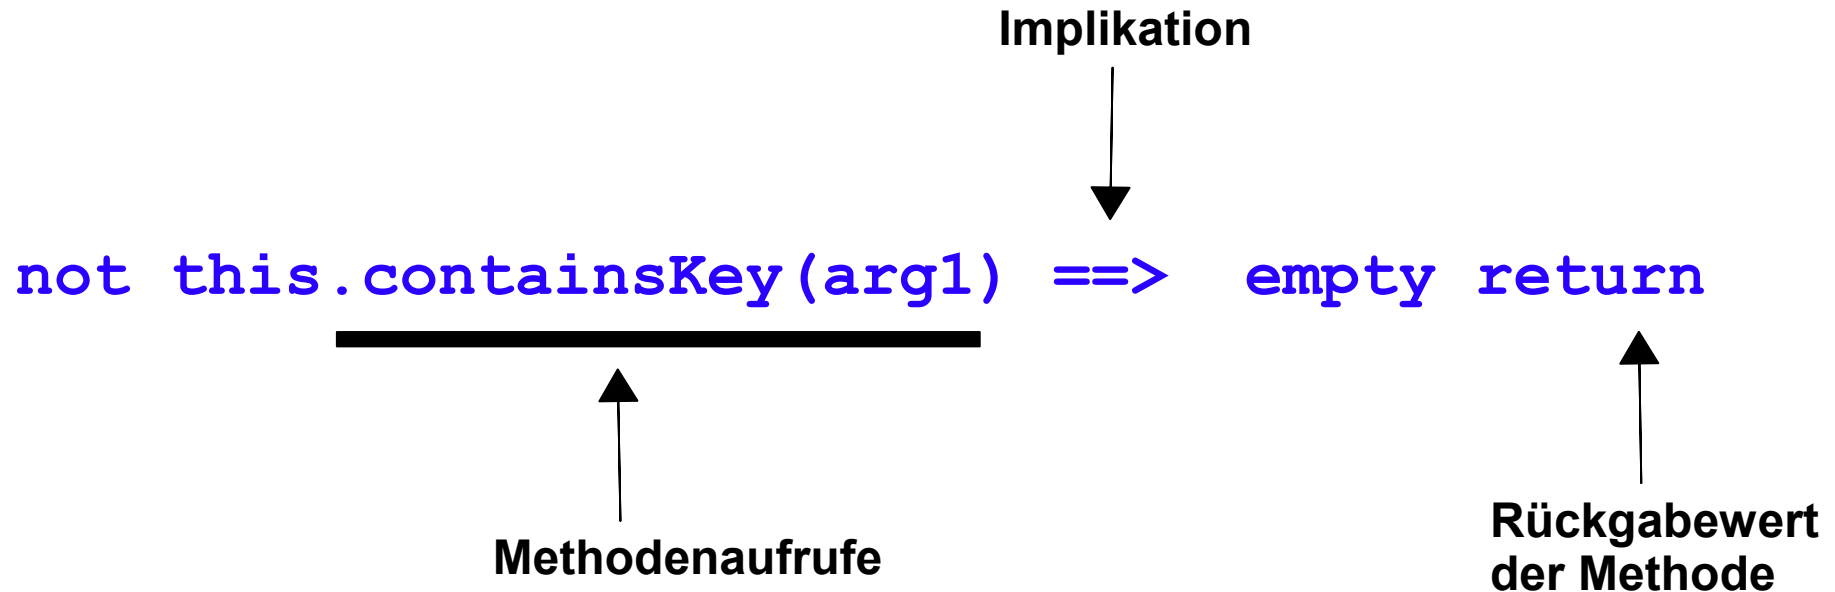 Implikation
not this.containsKey(arg1) ==> empty return
Methodenaufrufe
Rückgabewert
der Methode